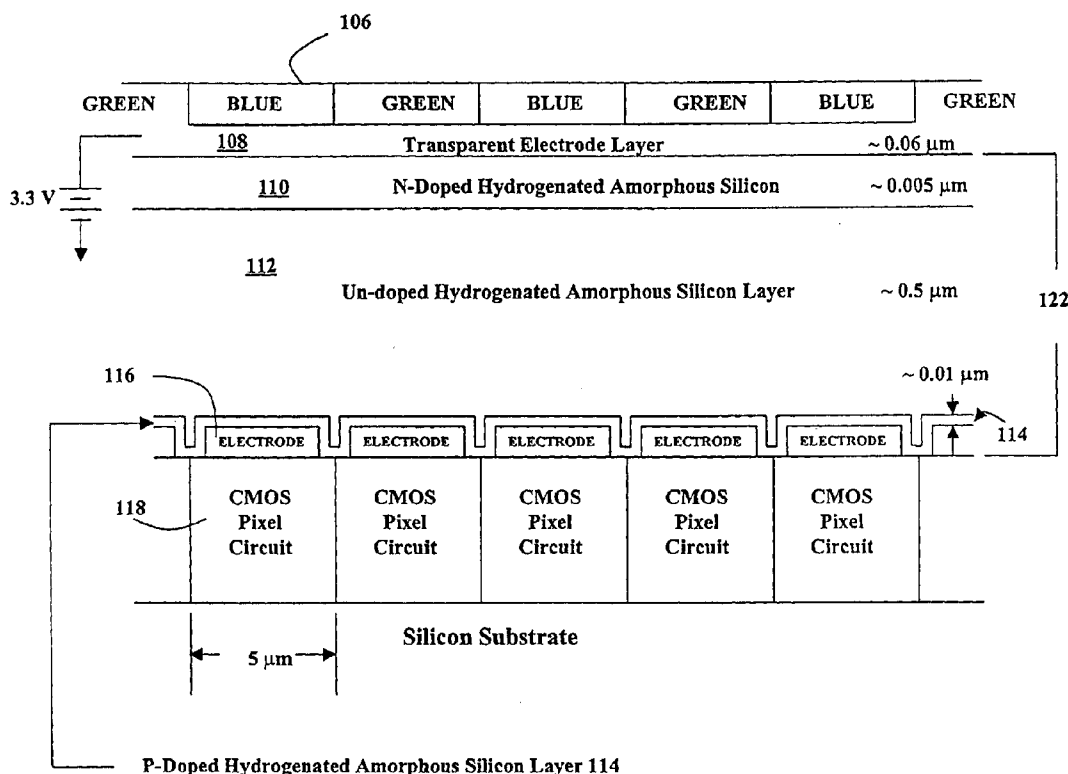 106
GREEN BLUE GREEN BLUE GREEN BLUE GREEN
108 Transparent Electrode Layer ~ 0.06 µm
3.3 V 110 N-Doped Hydrogenated Amorphous Silicon ~ 0.005 µm
112
Un-doped Hydrogenated Amorphous Silicon Layer ~ 0.5 µm
122
116 ~ 0.01 µm
ELECTRODE ELECTRODE ELECTRODE ELECTRODE ELECTRODE
114
118
CMOS Pixel Circuit
CMOS Pixel Circuit
CMOS Pixel Circuit
CMOS Pixel Circuit
CMOS Pixel Circuit
Silicon Substrate
5 µm
P-Doped Hydrogenated Amorphous Silicon Layer 114